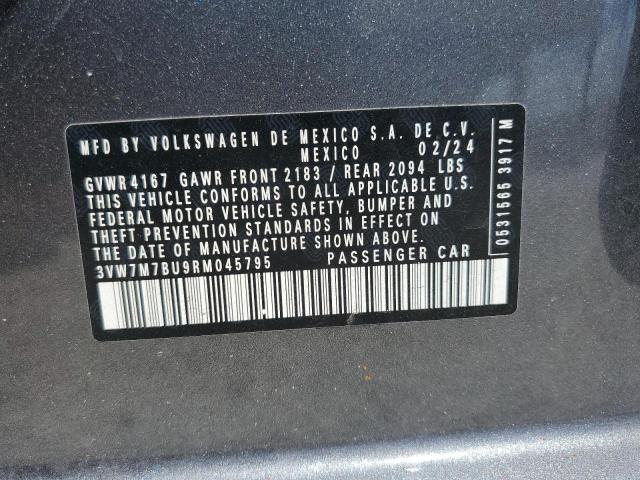 MFD BY VOLKSWAGEN DE MEXICO S.A. DE C.V.
MEXICO 02/24
GVWR 4167 GAWR FRONT 2183 / REAR 2094 LBS
THIS VEHICLE CONFORMS TO ALL APPLICABLE U.S.
FEDERAL MOTOR VEHICLE SAFETY, BUMPER AND
THEFT PREVENTION STANDARDS IN EFFECT ON
THE DATE OF MANUFACTURE SHOWN ABOVE.
3VW7M7BU9RM045795 PASSENGER CAR
0531565 3917 M